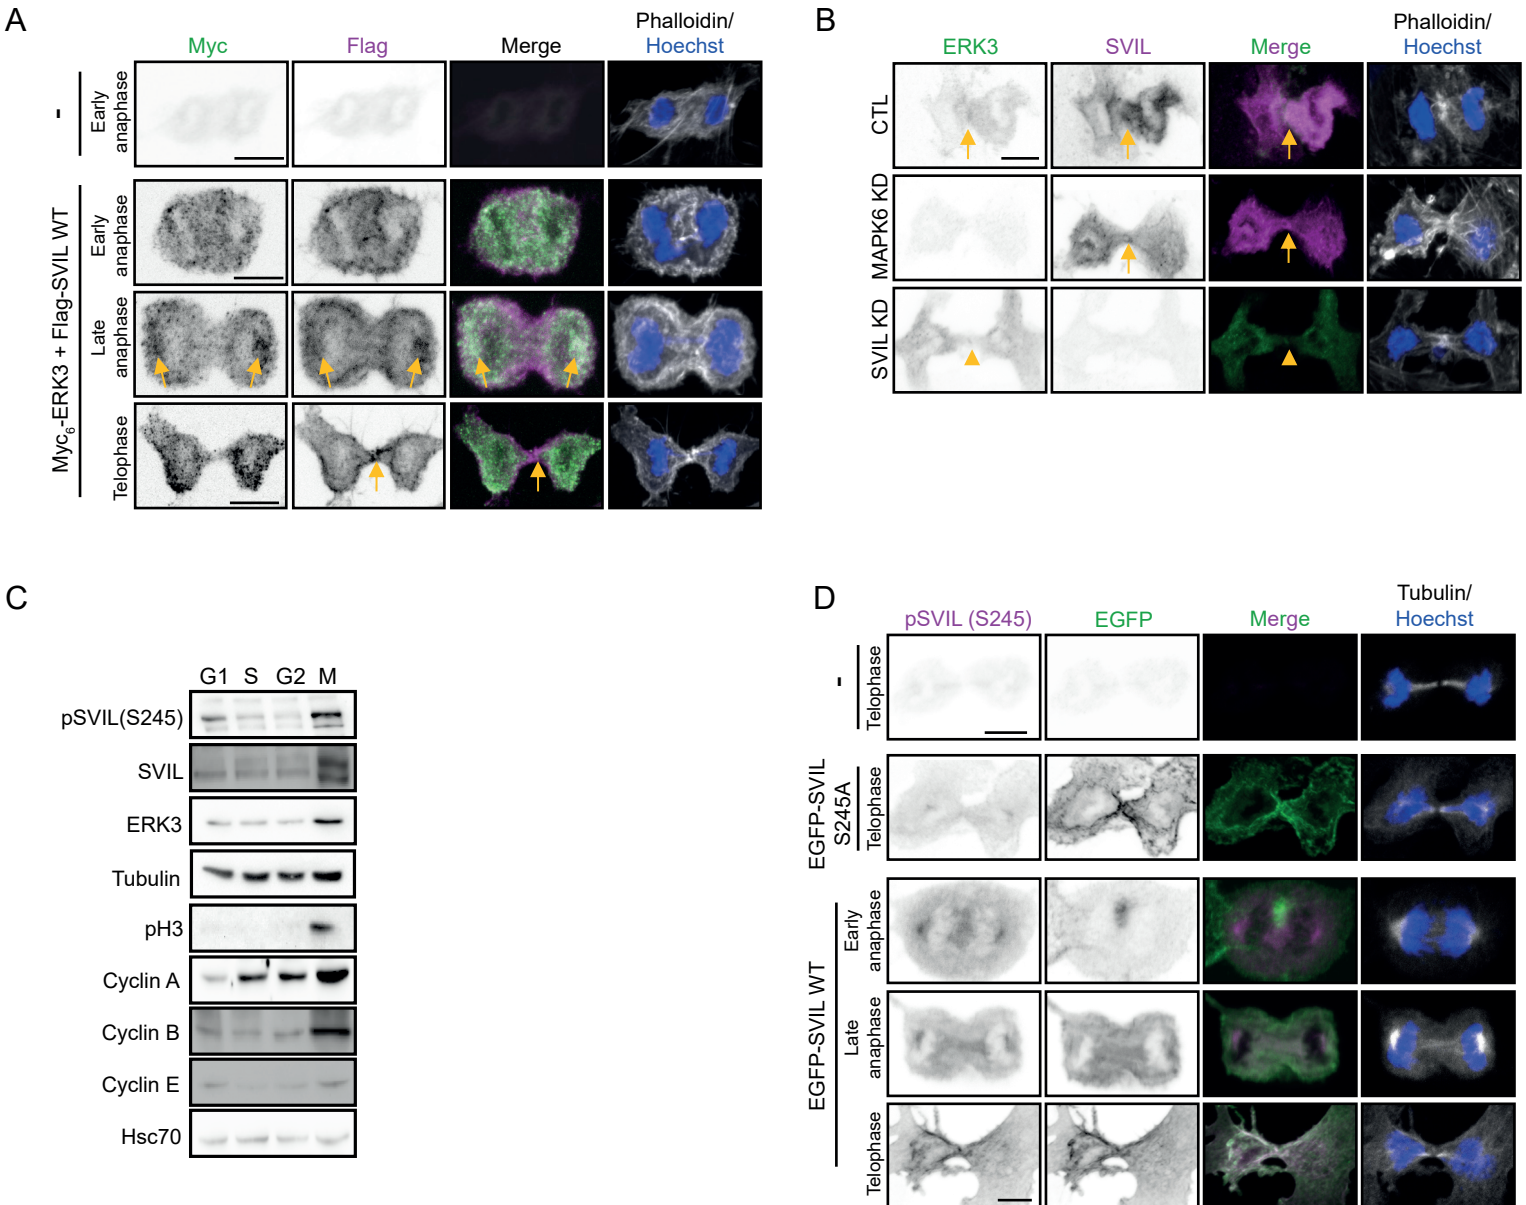 A
Myc
Flag
Merge
Phalloidin/
Hoechst
-
Early
anaphase
Myc6-ERK3 + Flag-SVIL WT
Early
anaphase
Late
anaphase
Telophase
B
ERK3
SVIL
Merge
Phalloidin/
Hoechst
CTL
MAPK6 KD
SVIL KD
C
G1 S G2 M
pSVIL(S245)
SVIL
ERK3
Tubulin
pH3
Cyclin A
Cyclin B
Cyclin E
Hsc70
D
pSVIL (S245)
EGFP
Merge
Tubulin/
Hoechst
-
Telophase
EGFP-SVIL
S245A
Telophase
EGFP-SVIL WT
Early
anaphase
Late
anaphase
Telophase